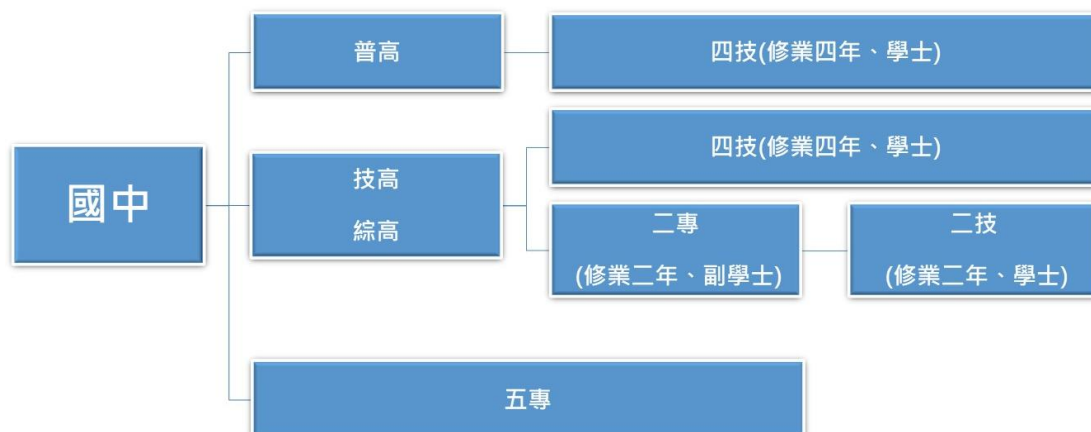 國中
普高
四技(修業四年、學士)
技高
綜高
四技(修業四年、學士)
二專
(修業二年、副學士)
二技
(修業二年、學士)
五專